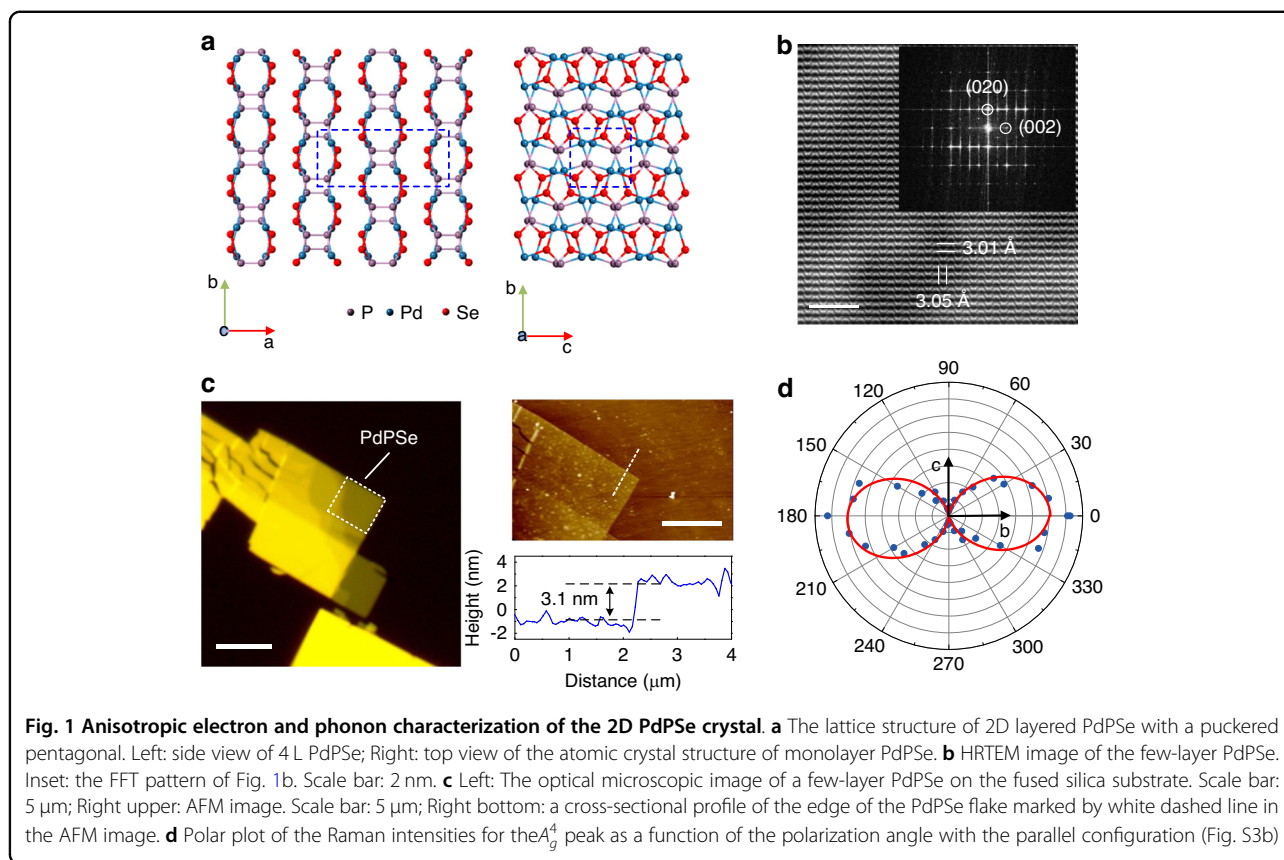 a
b
c
a
P Pd Se
b
a
c
b
(020)
(002)
3.01 Å
3.05 Å
c
PdPSe
Height (nm)
4
2
0
-2
3.1 nm
0 1 2 3 4
Distance (μm)
d
90
120 60
150 30
c
180 0
b
210 330
240 300
270
Fig. 1 Anisotropic electron and phonon characterization of the 2D PdPSe crystal. a The lattice structure of 2D layered PdPSe with a puckered
pentagonal. Left: side view of 4 L PdPSe; Right: top view of the atomic crystal structure of monolayer PdPSe. b HRTEM image of the few-layer PdPSe.
Inset: the FFT pattern of Fig. 1b. Scale bar: 2 nm. c Left: The optical microscopic image of a few-layer PdPSe on the fused silica substrate. Scale bar:
5 μm; Right upper: AFM image. Scale bar: 5 μm; Right bottom: a cross-sectional profile of the edge of the PdPSe flake marked by white dashed line in
the AFM image. d Polar plot of the Raman intensities for theA⁴g peak as a function of the polarization angle with the parallel configuration (Fig. S3b)